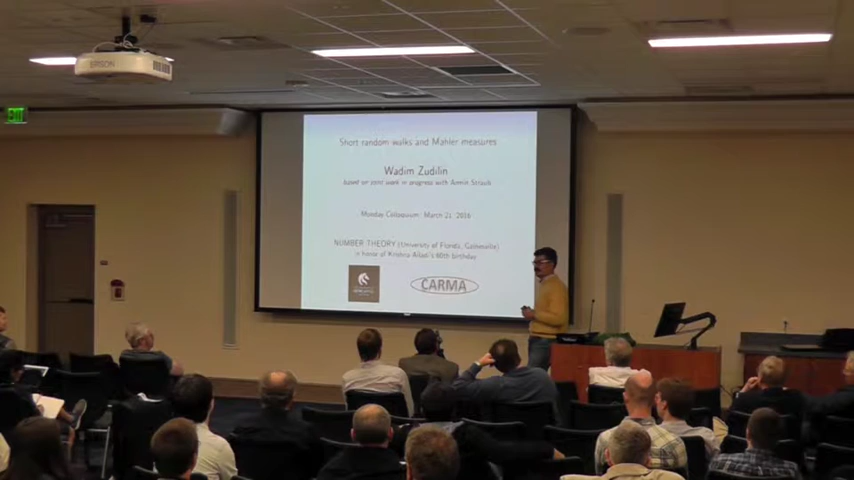 EPSON
EXIT
Short random walks and Mahler measures
Wadim Zudilin
based on joint work in progress with Armin Straub
Monday Colloquium: March 21, 2016
NUMBER THEORY (University of Florida, Gainesville)
in honor of Krishna Alladi's 60th birthday
CARMA